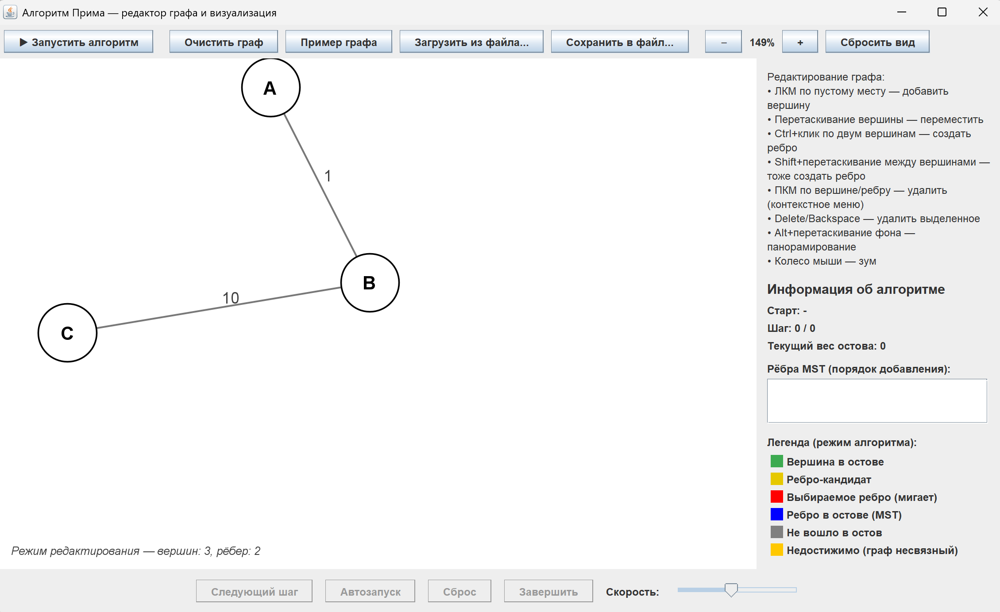 Алгоритм Прима — редактор графа и визуализация
▶ Запустить алгоритм
Очистить граф
Пример графа
Загрузить из файла...
Сохранить в файл...
–
149%
+
Сбросить вид
A
1
B
10
C
Режим редактирования — вершин: 3, рёбер: 2
Редактирование графа:
• ЛКМ по пустому месту — добавить
вершину
• Перетаскивание вершины — переместить
• Ctrl+клик по двум вершинам — создать
ребро
• Shift+перетаскивание между вершинами —
тоже создать ребро
• ПКМ по вершине/ребру — удалить
(контекстное меню)
• Delete/Backspace — удалить выделенное
• Alt+перетаскивание фона —
панорамирование
• Колесо мыши — зум
Информация об алгоритме
Старт: -
Шаг: 0 / 0
Текущий вес остова: 0
Рёбра MST (порядок добавления):
Легенда (режим алгоритма):
Вершина в остове
Ребро-кандидат
Выбираемое ребро (мигает)
Ребро в остове (MST)
Не вошло в остов
Недостижимо (граф несвязный)
Следующий шаг
Автозапуск
Сброс
Завершить
Скорость: